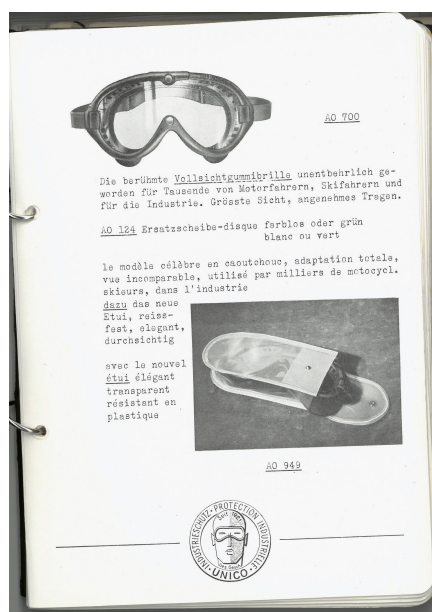 AO 700
Die berühmte Vollsichtgummibrille unentbehrlich ge-
worden für Tausende von Motorfahrern, Skifahrern und
für die Industrie. Grösste Sicht, angenehmes Tragen.
AO 124 Ersatzscheibe-disque farblos oder grün
blanc ou vert
le modèle célèbre en caoutchouc, adaptation totale,
vue incomparable, utilisé par milliers de motocycl.
skieurs, dans l'industrie
dazu das neue
Etui, reiss-
fest, elegant,
durchsichtig
avec le nouvel
étui élégant
transparent
résistant en
plastique
AO 949
INDUSTRIESCHUTZ • PROTECTION INDUSTRIELLE
UNICO